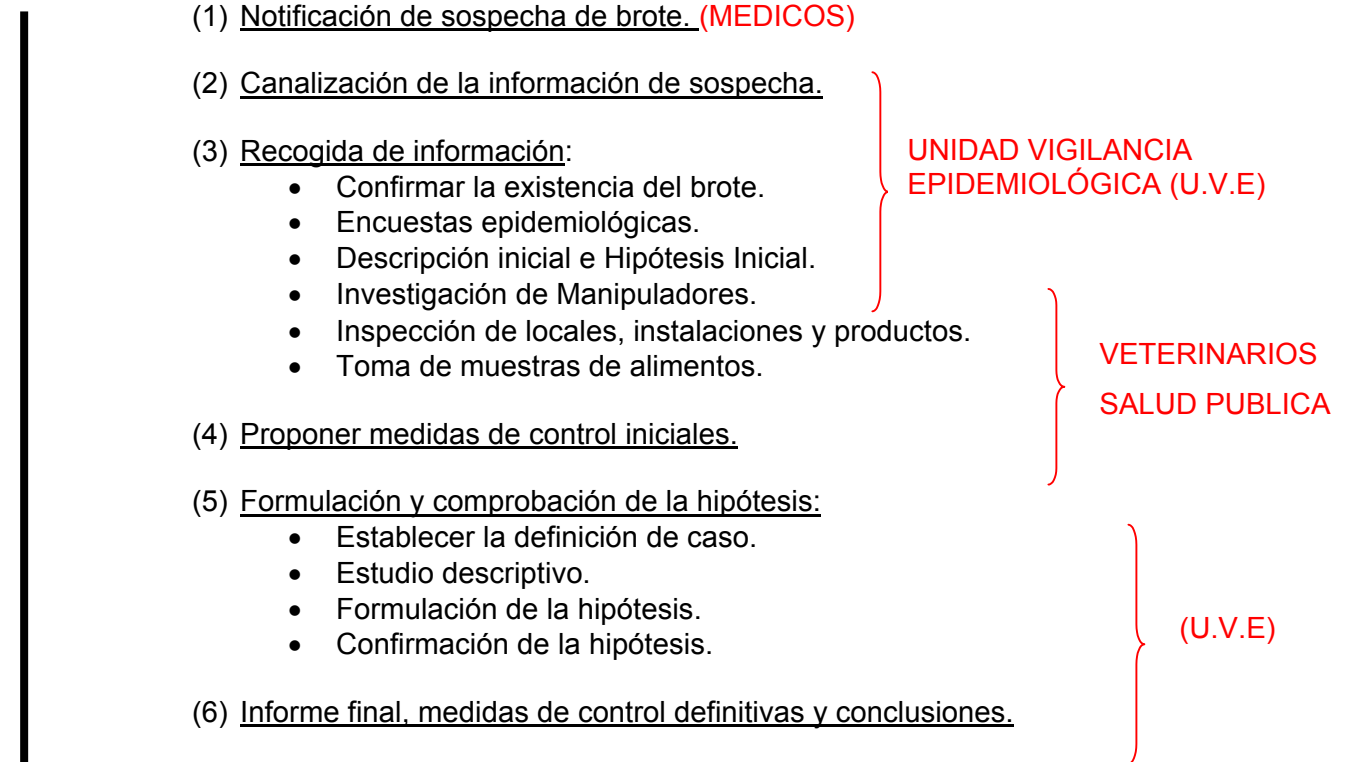 (1) Notificación de sospecha de brote. (MEDICOS)
(2) Canalización de la información de sospecha.
(3) Recogida de información:
• Confirmar la existencia del brote.
• Encuestas epidemiológicas.
• Descripción inicial e Hipótesis Inicial.
• Investigación de Manipuladores.
• Inspección de locales, instalaciones y productos.
• Toma de muestras de alimentos.
UNIDAD VIGILANCIA
EPIDEMIOLÓGICA (U.V.E)
VETERINARIOS
SALUD PUBLICA
(4) Proponer medidas de control iniciales.
(5) Formulación y comprobación de la hipótesis:
• Establecer la definición de caso.
• Estudio descriptivo.
• Formulación de la hipótesis.
• Confirmación de la hipótesis.
(U.V.E)
(6) Informe final, medidas de control definitivas y conclusiones.